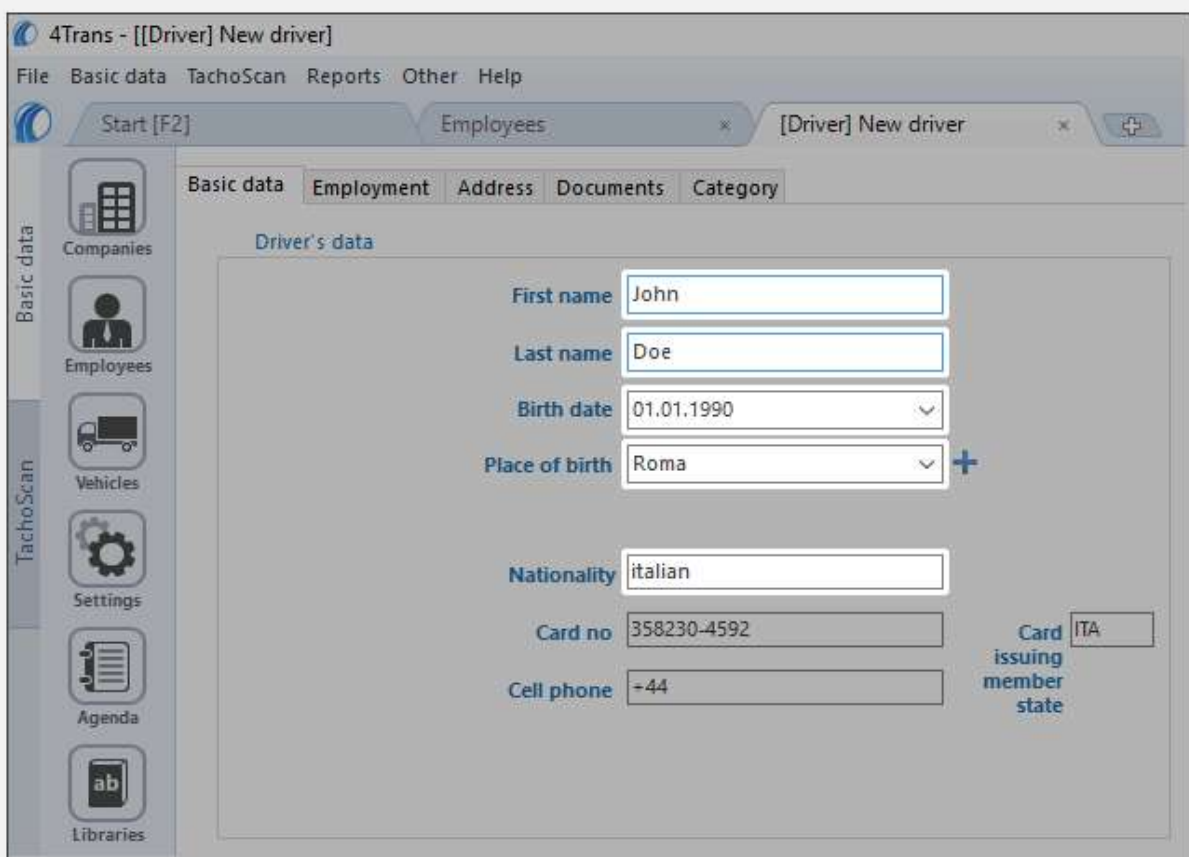 4Trans - [[Driver] New driver]
File Basic data TachoScan Reports Other Help
Start [F2] Employees [Driver] New driver
Basic data
TachoScan
Companies
Employees
Vehicles
Settings
Agenda
ab
Libraries
Basic data Employment Address Documents Category
Driver's data
First name John
Last name Doe
Birth date 01.01.1990
Place of birth Roma
Nationality italian
Card no 358230-4592
Card issuing member state ITA
Cell phone +44